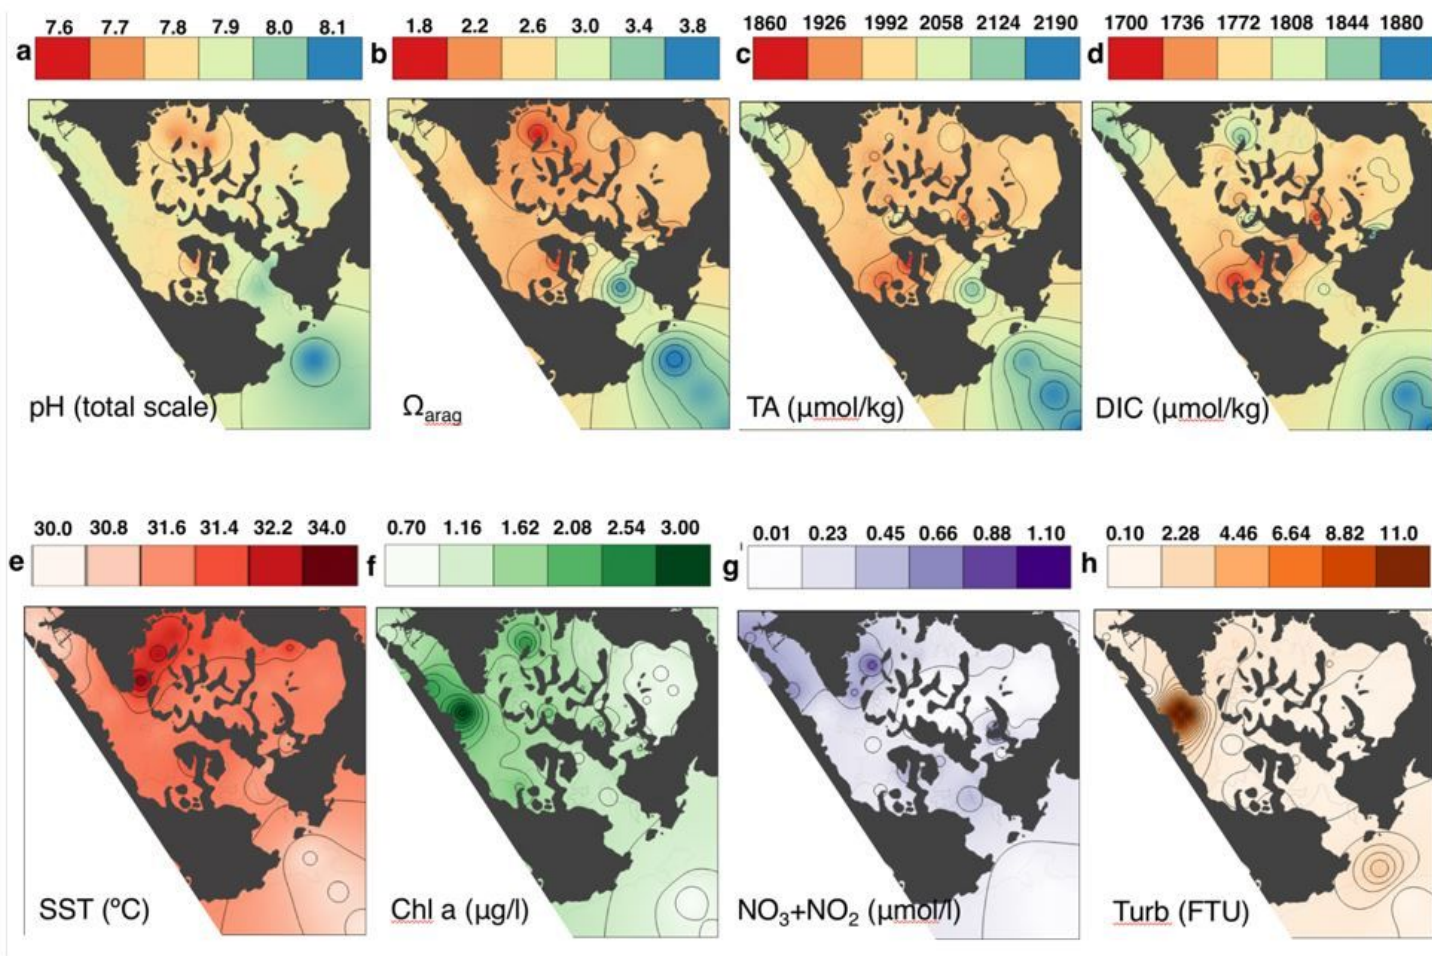 7.6 7.7 7.8 7.9 8.0 8.1
a
pH (total scale)
1.8 2.2 2.6 3.0 3.4 3.8
b
Ωarag
1860 1926 1992 2058 2124 2190
c
TA (µmol/kg)
1700 1736 1772 1808 1844 1880
d
DIC (µmol/kg)
30.0 30.8 31.6 31.4 32.2 34.0
e
SST (ºC)
0.70 1.16 1.62 2.08 2.54 3.00
f
Chl a (µg/l)
0.01 0.23 0.45 0.66 0.88 1.10
g
NO3+NO2 (µmol/l)
0.10 2.28 4.46 6.64 8.82 11.0
h
Turb (FTU)